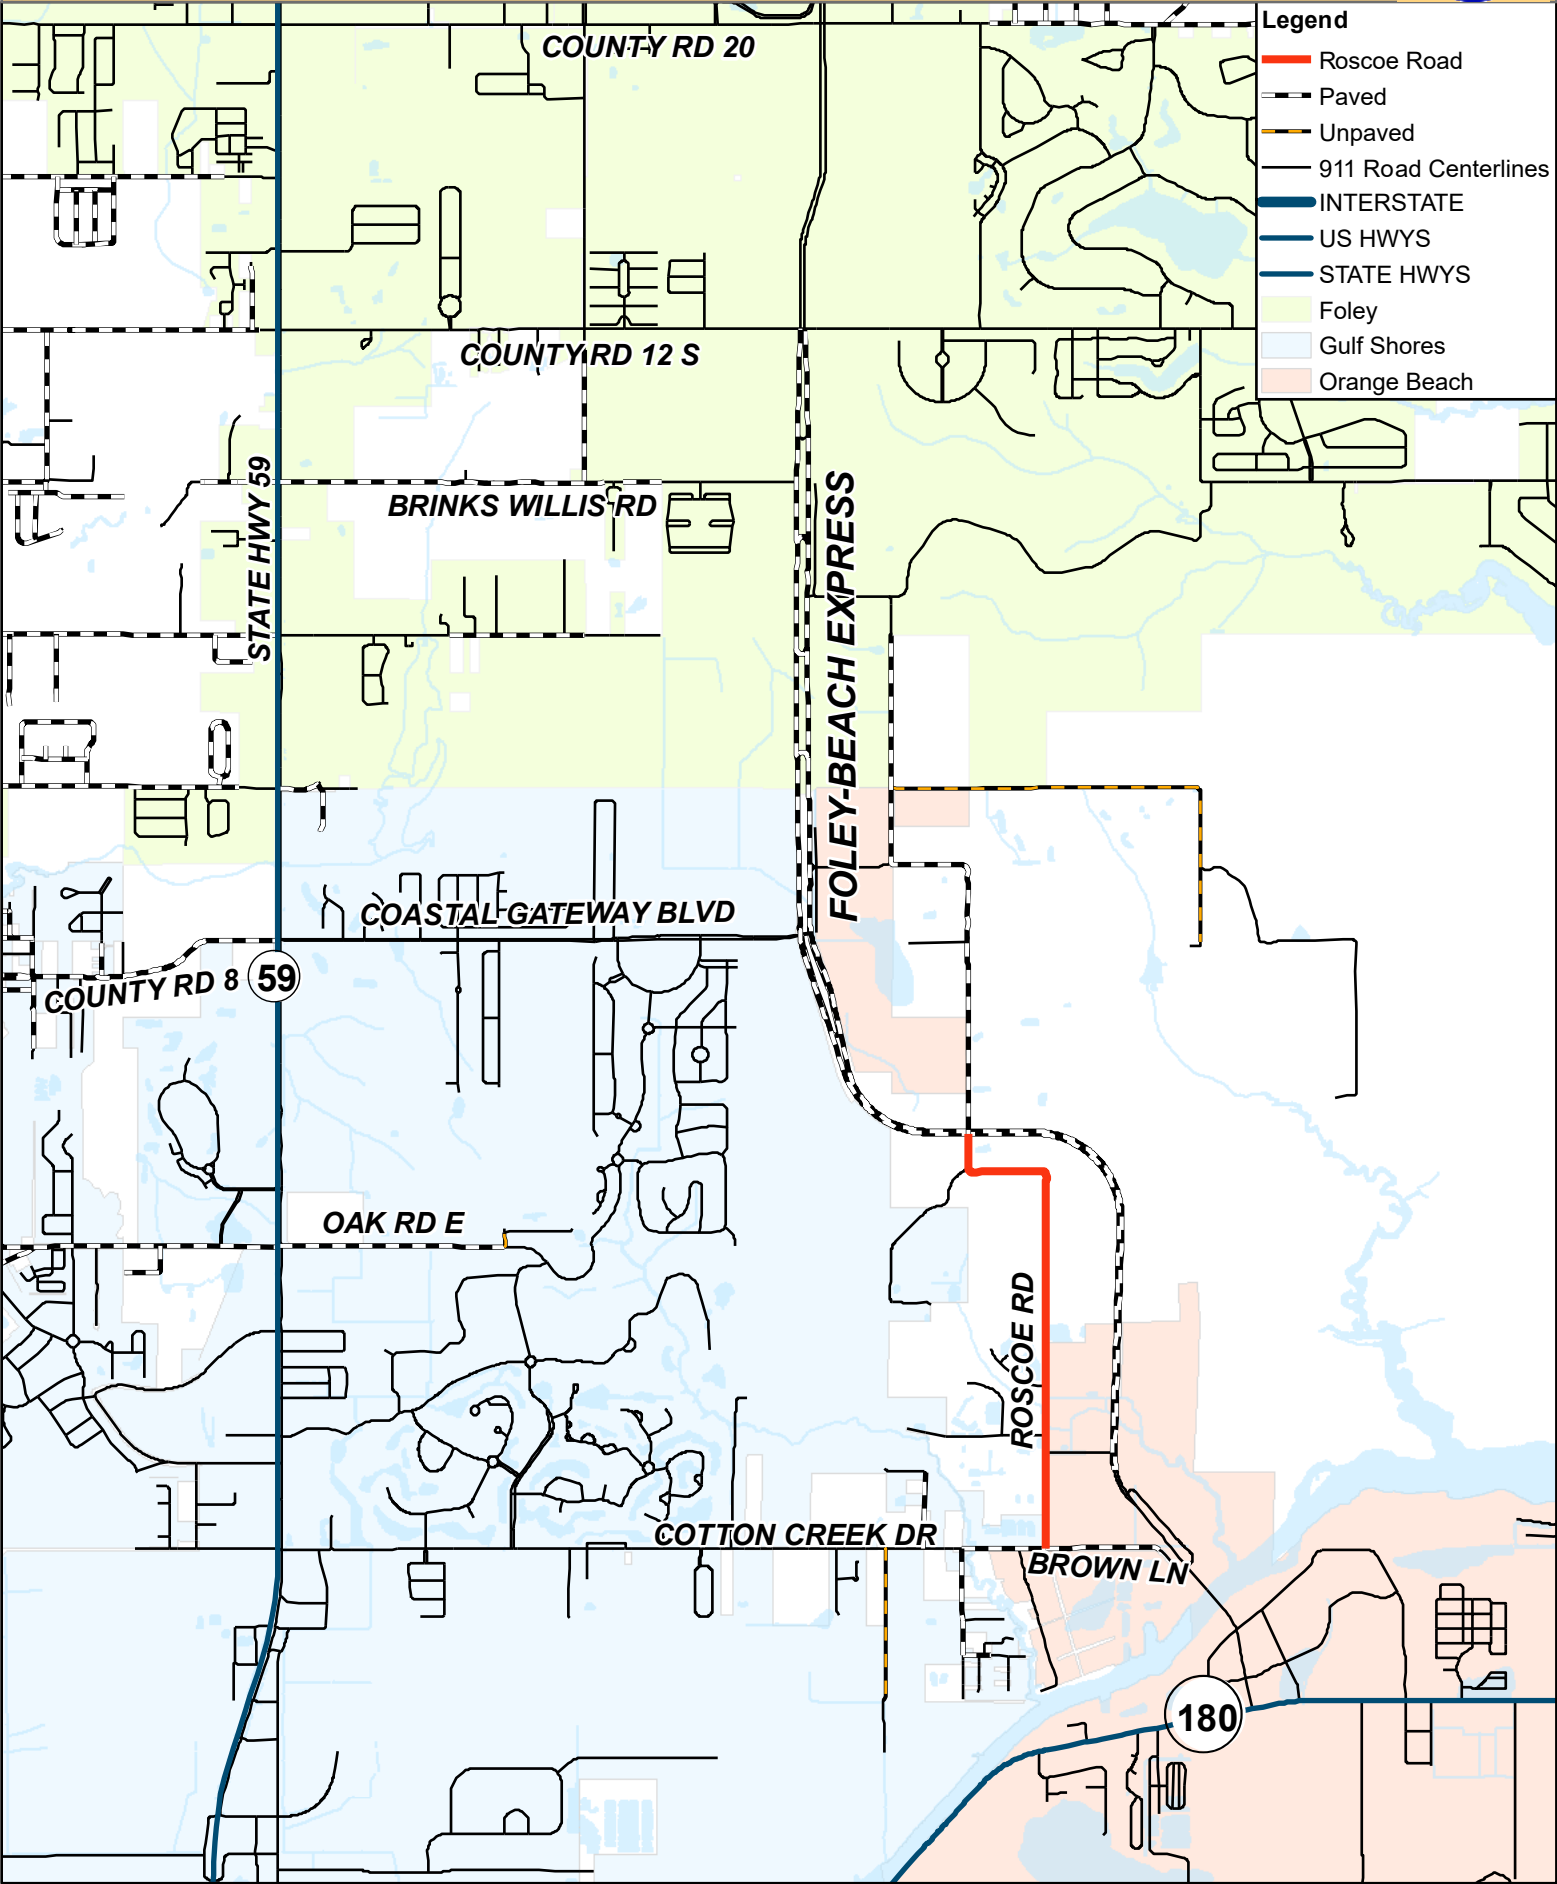 Legend
Roscoe Road
Paved
Unpaved
911 Road Centerlines
INTERSTATE
US HWYS
STATE HWYS
Foley
Gulf Shores
Orange Beach
COUNTY RD 20
COUNTY RD 12 S
STATE HWY 59
BRINKS WILLIS RD
FOLEY-BEACH EXPRESS
COASTAL GATEWAY BLVD
COUNTY RD 8
59
OAK RD E
ROSCOE RD
COTTON CREEK DR
BROWN LN
180